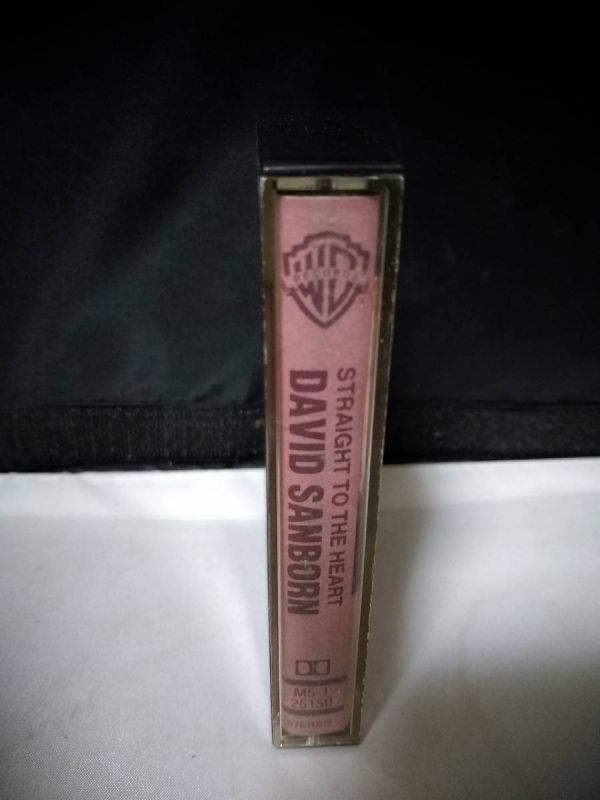 WB
RECORDS
STRAIGHT TO THE HEART
DAVID SANBORN
M5-1
25150
STEREO